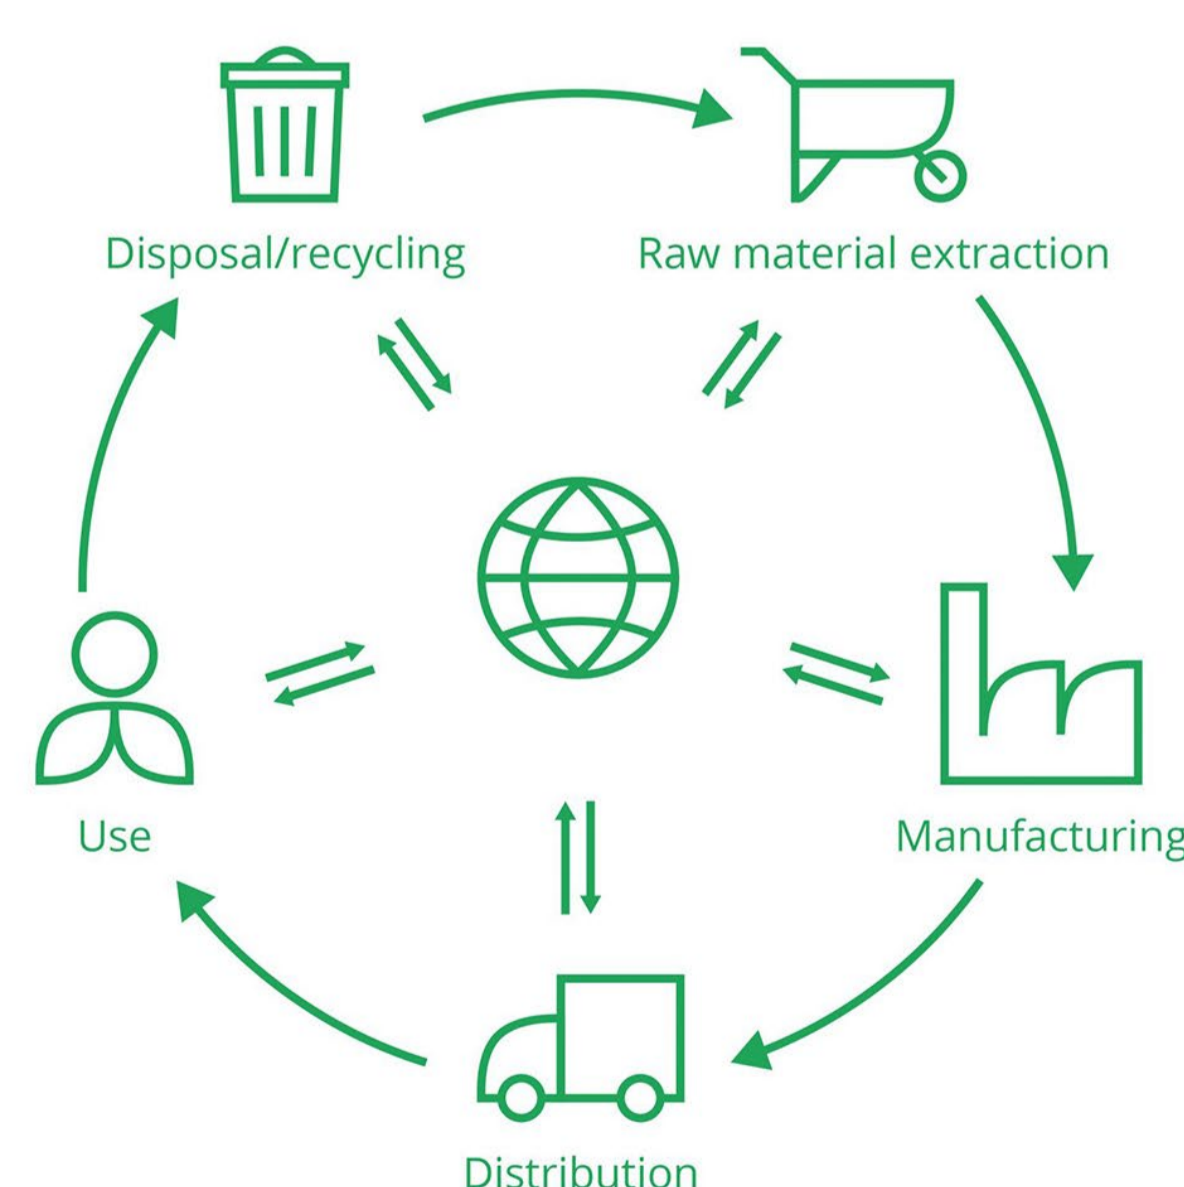 Disposal/recycling
Raw material extraction
Use
Manufacturing
Distribution